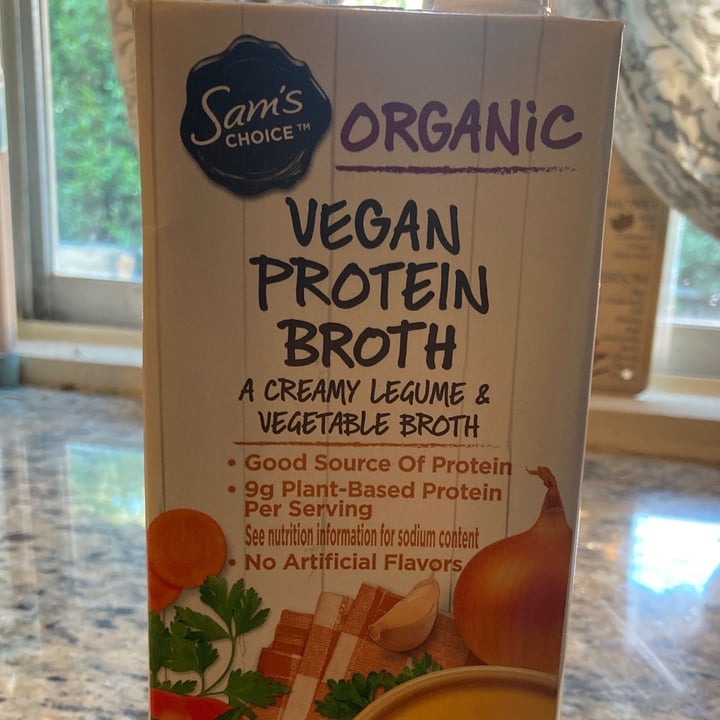 Sam's
CHOICE™
ORGANiC
VEGAN
PROTEIN
BROTH
A CREAMY LEGUME &
VEGETABLE BROTH
• Good Source Of Protein
• 9g Plant-Based Protein
Per Serving
See nutrition information for sodium content
• No Artificial Flavors